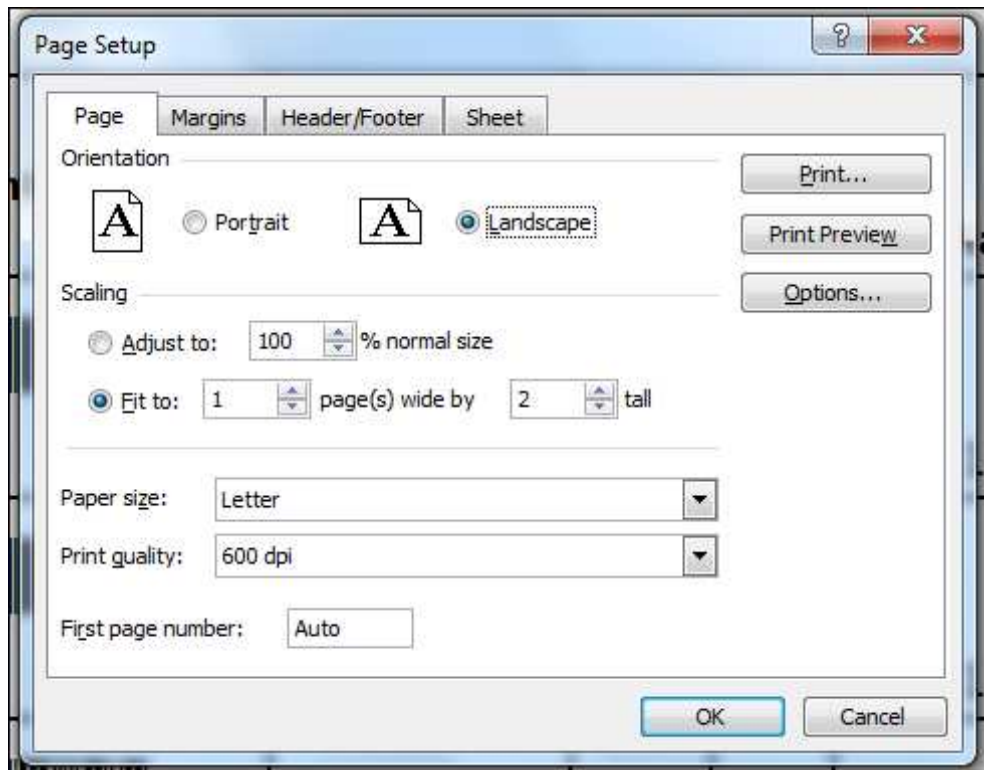 Page Setup
Page Margins Header/Footer Sheet
Orientation
Print...
A Portrait A Landscape
Print Preview
Scaling
Options...
Adjust to: 100 % normal size
Fit to: 1 page(s) wide by 2 tall
Paper size: Letter
Print quality: 600 dpi
First page number: Auto
OK Cancel